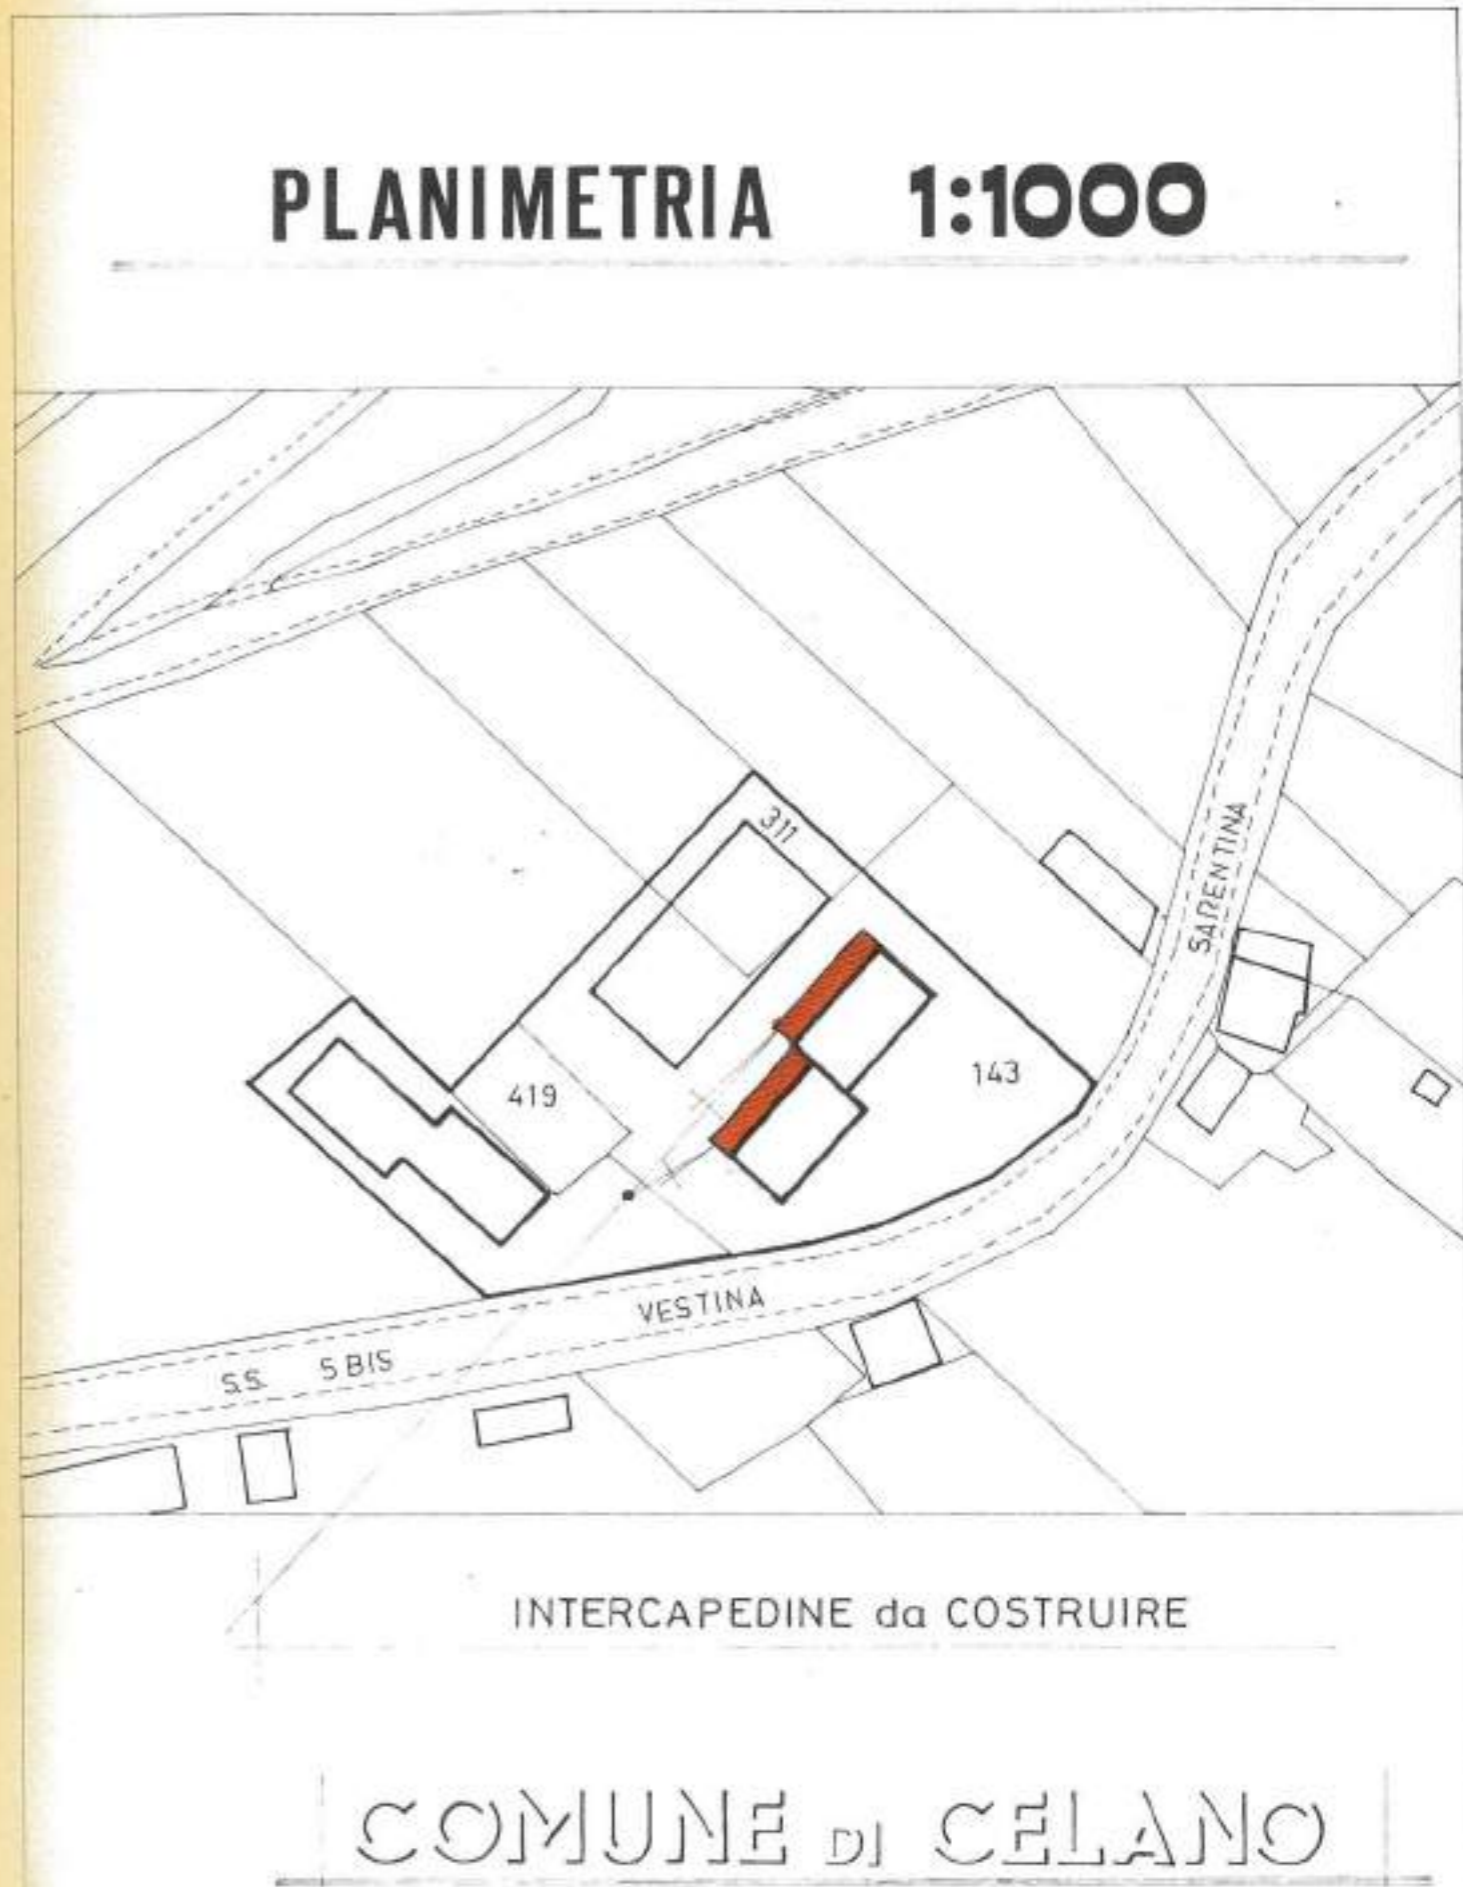 PLANIMETRIA 1:1000
311
SARENTINA
419
143
VESTINA
S.S. 5 BIS
INTERCAPEDINE da COSTRUIRE
COMUNE DI CELANO